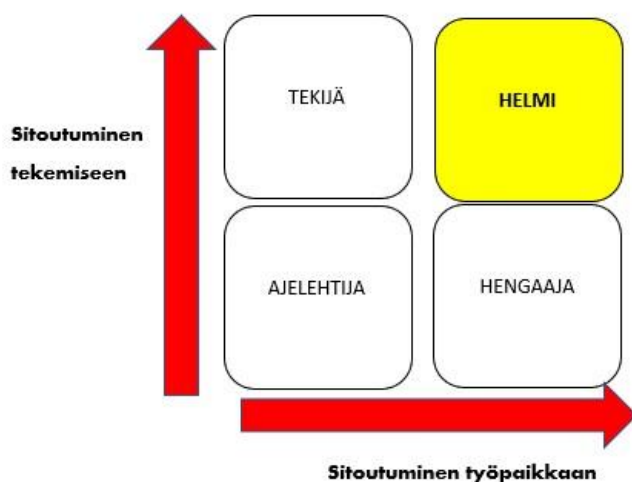 TEKIJÄ
HELMI
Sitoutuminen
tekemiseen
AJELEHTIJA
HENGAAJA
Sitoutuminen työpaikkaan